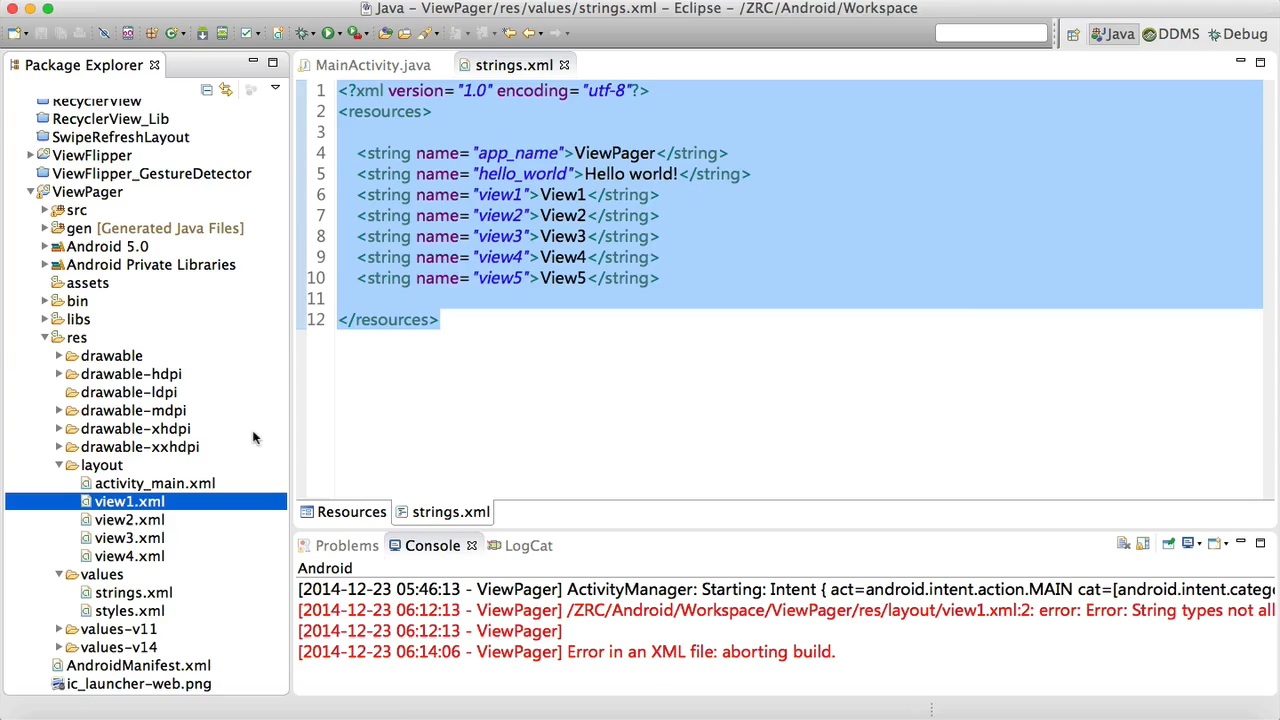 Java - ViewPager/res/values/strings.xml - Eclipse - /ZRC/Android/Workspace
Java
DDMS
Debug
Package Explorer
RecyclerView
RecyclerView_Lib
SwipeRefreshLayout
ViewFlipper
ViewFlipper_GestureDetector
ViewPager
src
gen [Generated Java Files]
Android 5.0
Android Private Libraries
assets
bin
libs
res
drawable
drawable-hdpi
drawable-ldpi
drawable-mdpi
drawable-xhdpi
drawable-xxhdpi
layout
activity_main.xml
view1.xml
view2.xml
view3.xml
view4.xml
values
strings.xml
styles.xml
values-v11
values-v14
AndroidManifest.xml
ic_launcher-web.png
MainActivity.java
strings.xml
1 <?xml version="1.0" encoding="utf-8"?>
2 <resources>
3
4 <string name="app_name">ViewPager</string>
5 <string name="hello_world">Hello world!</string>
6 <string name="view1">View1</string>
7 <string name="view2">View2</string>
8 <string name="view3">View3</string>
9 <string name="view4">View4</string>
10 <string name="view5">View5</string>
11
12 </resources>
Resources
strings.xml
Problems
Console
LogCat
Android
[2014-12-23 05:46:13 - ViewPager] ActivityManager: Starting: Intent { act=android.intent.action.MAIN cat=[android.intent.catego
[2014-12-23 06:12:13 - ViewPager] /ZRC/Android/Workspace/ViewPager/res/layout/view1.xml:2: error: Error: String types not all
[2014-12-23 06:12:13 - ViewPager]
[2014-12-23 06:14:06 - ViewPager] Error in an XML file: aborting build.